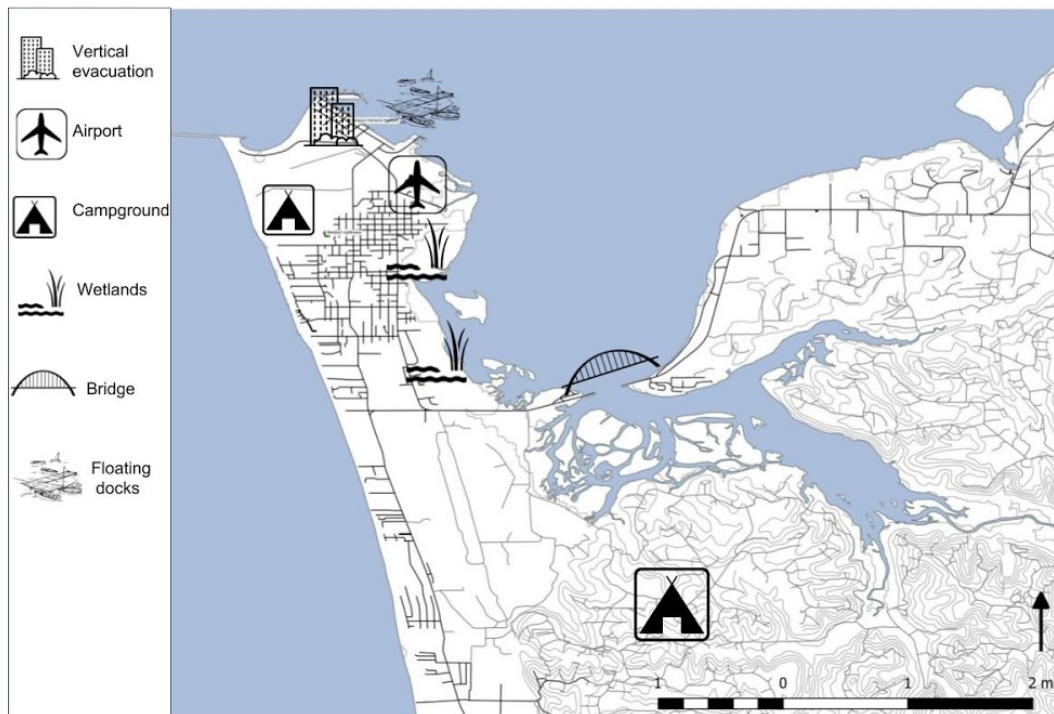 Vertical
evacuation
Airport
Campground
Wetlands
Bridge
Floating
docks
1 0 1 2 m